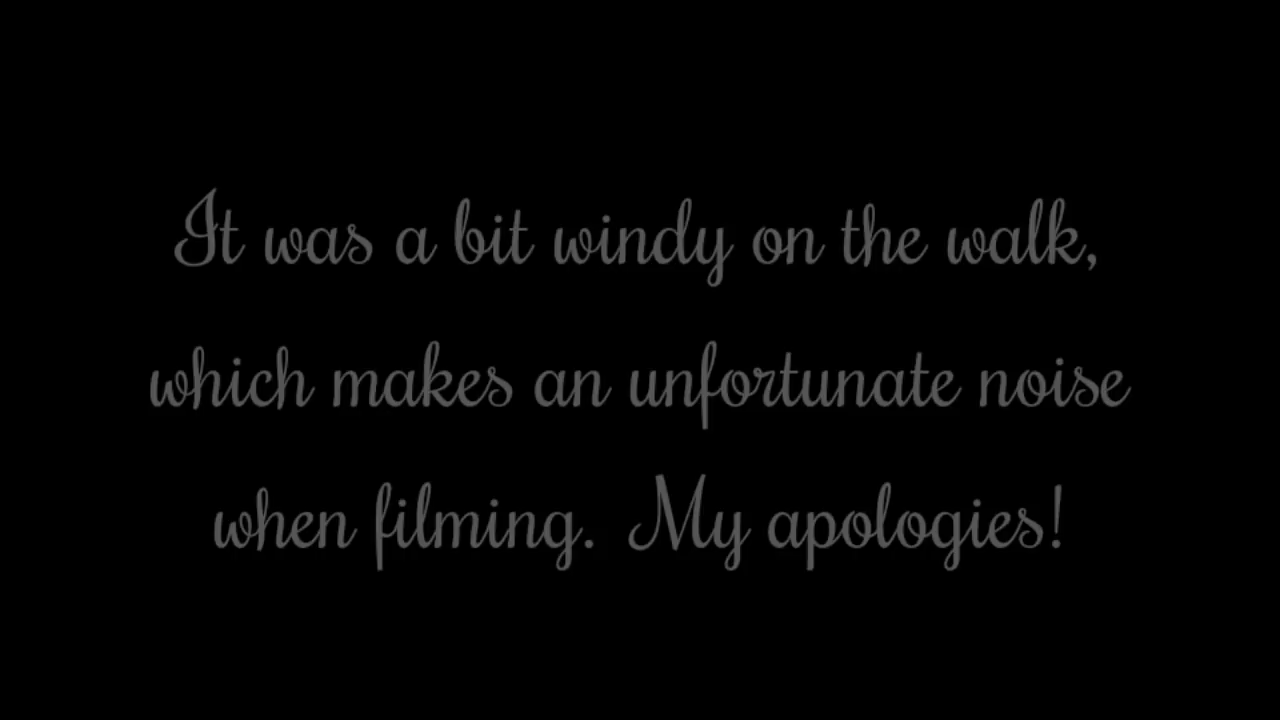 It was a bit windy on the walk,
which makes an unfortunate noise
when filming.  My apologies!